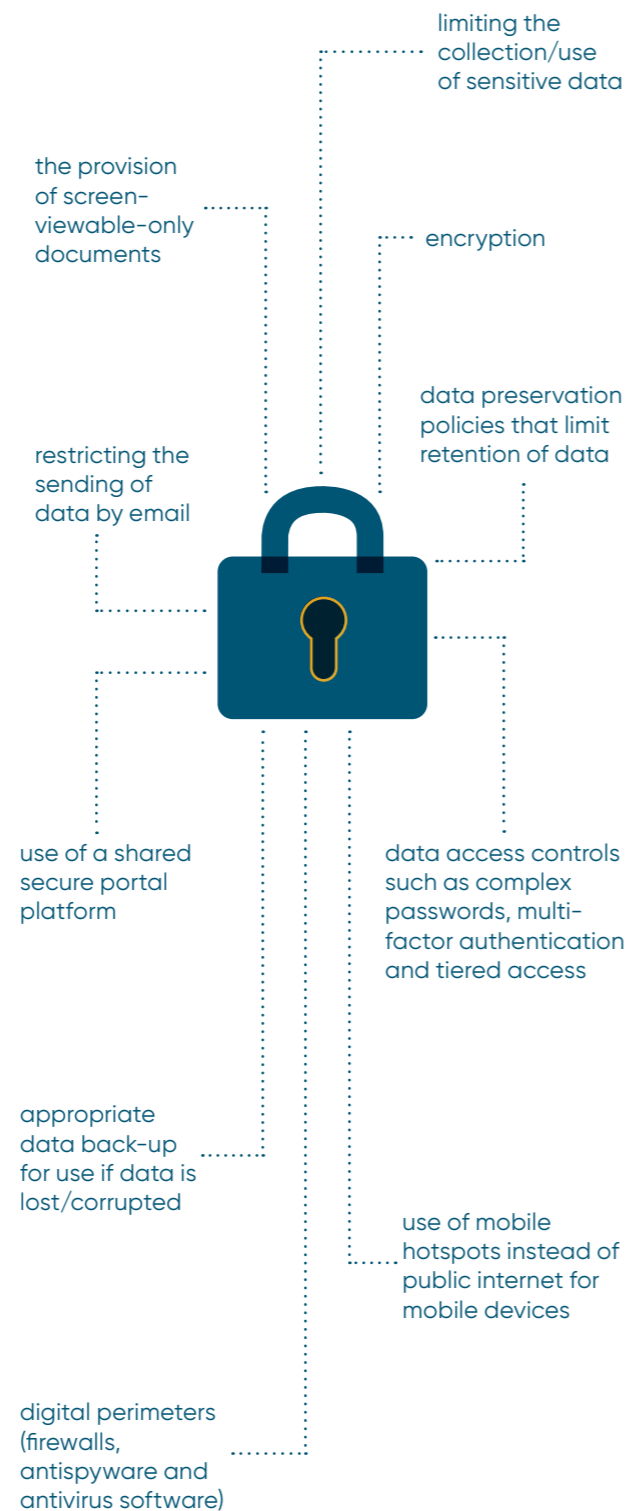 limiting the
collection/use
of sensitive data
the provision
of screen-
viewable-only
documents
encryption
data preservation
policies that limit
retention of data
restricting the
sending of
data by email
use of a shared
secure portal
platform
data access controls
such as complex
passwords, multi-
factor authentication
and tiered access
appropriate
data back-up
for use if data is
lost/corrupted
use of mobile
hotspots instead of
public internet for
mobile devices
digital perimeters
(firewalls,
antispyware and
antivirus software)